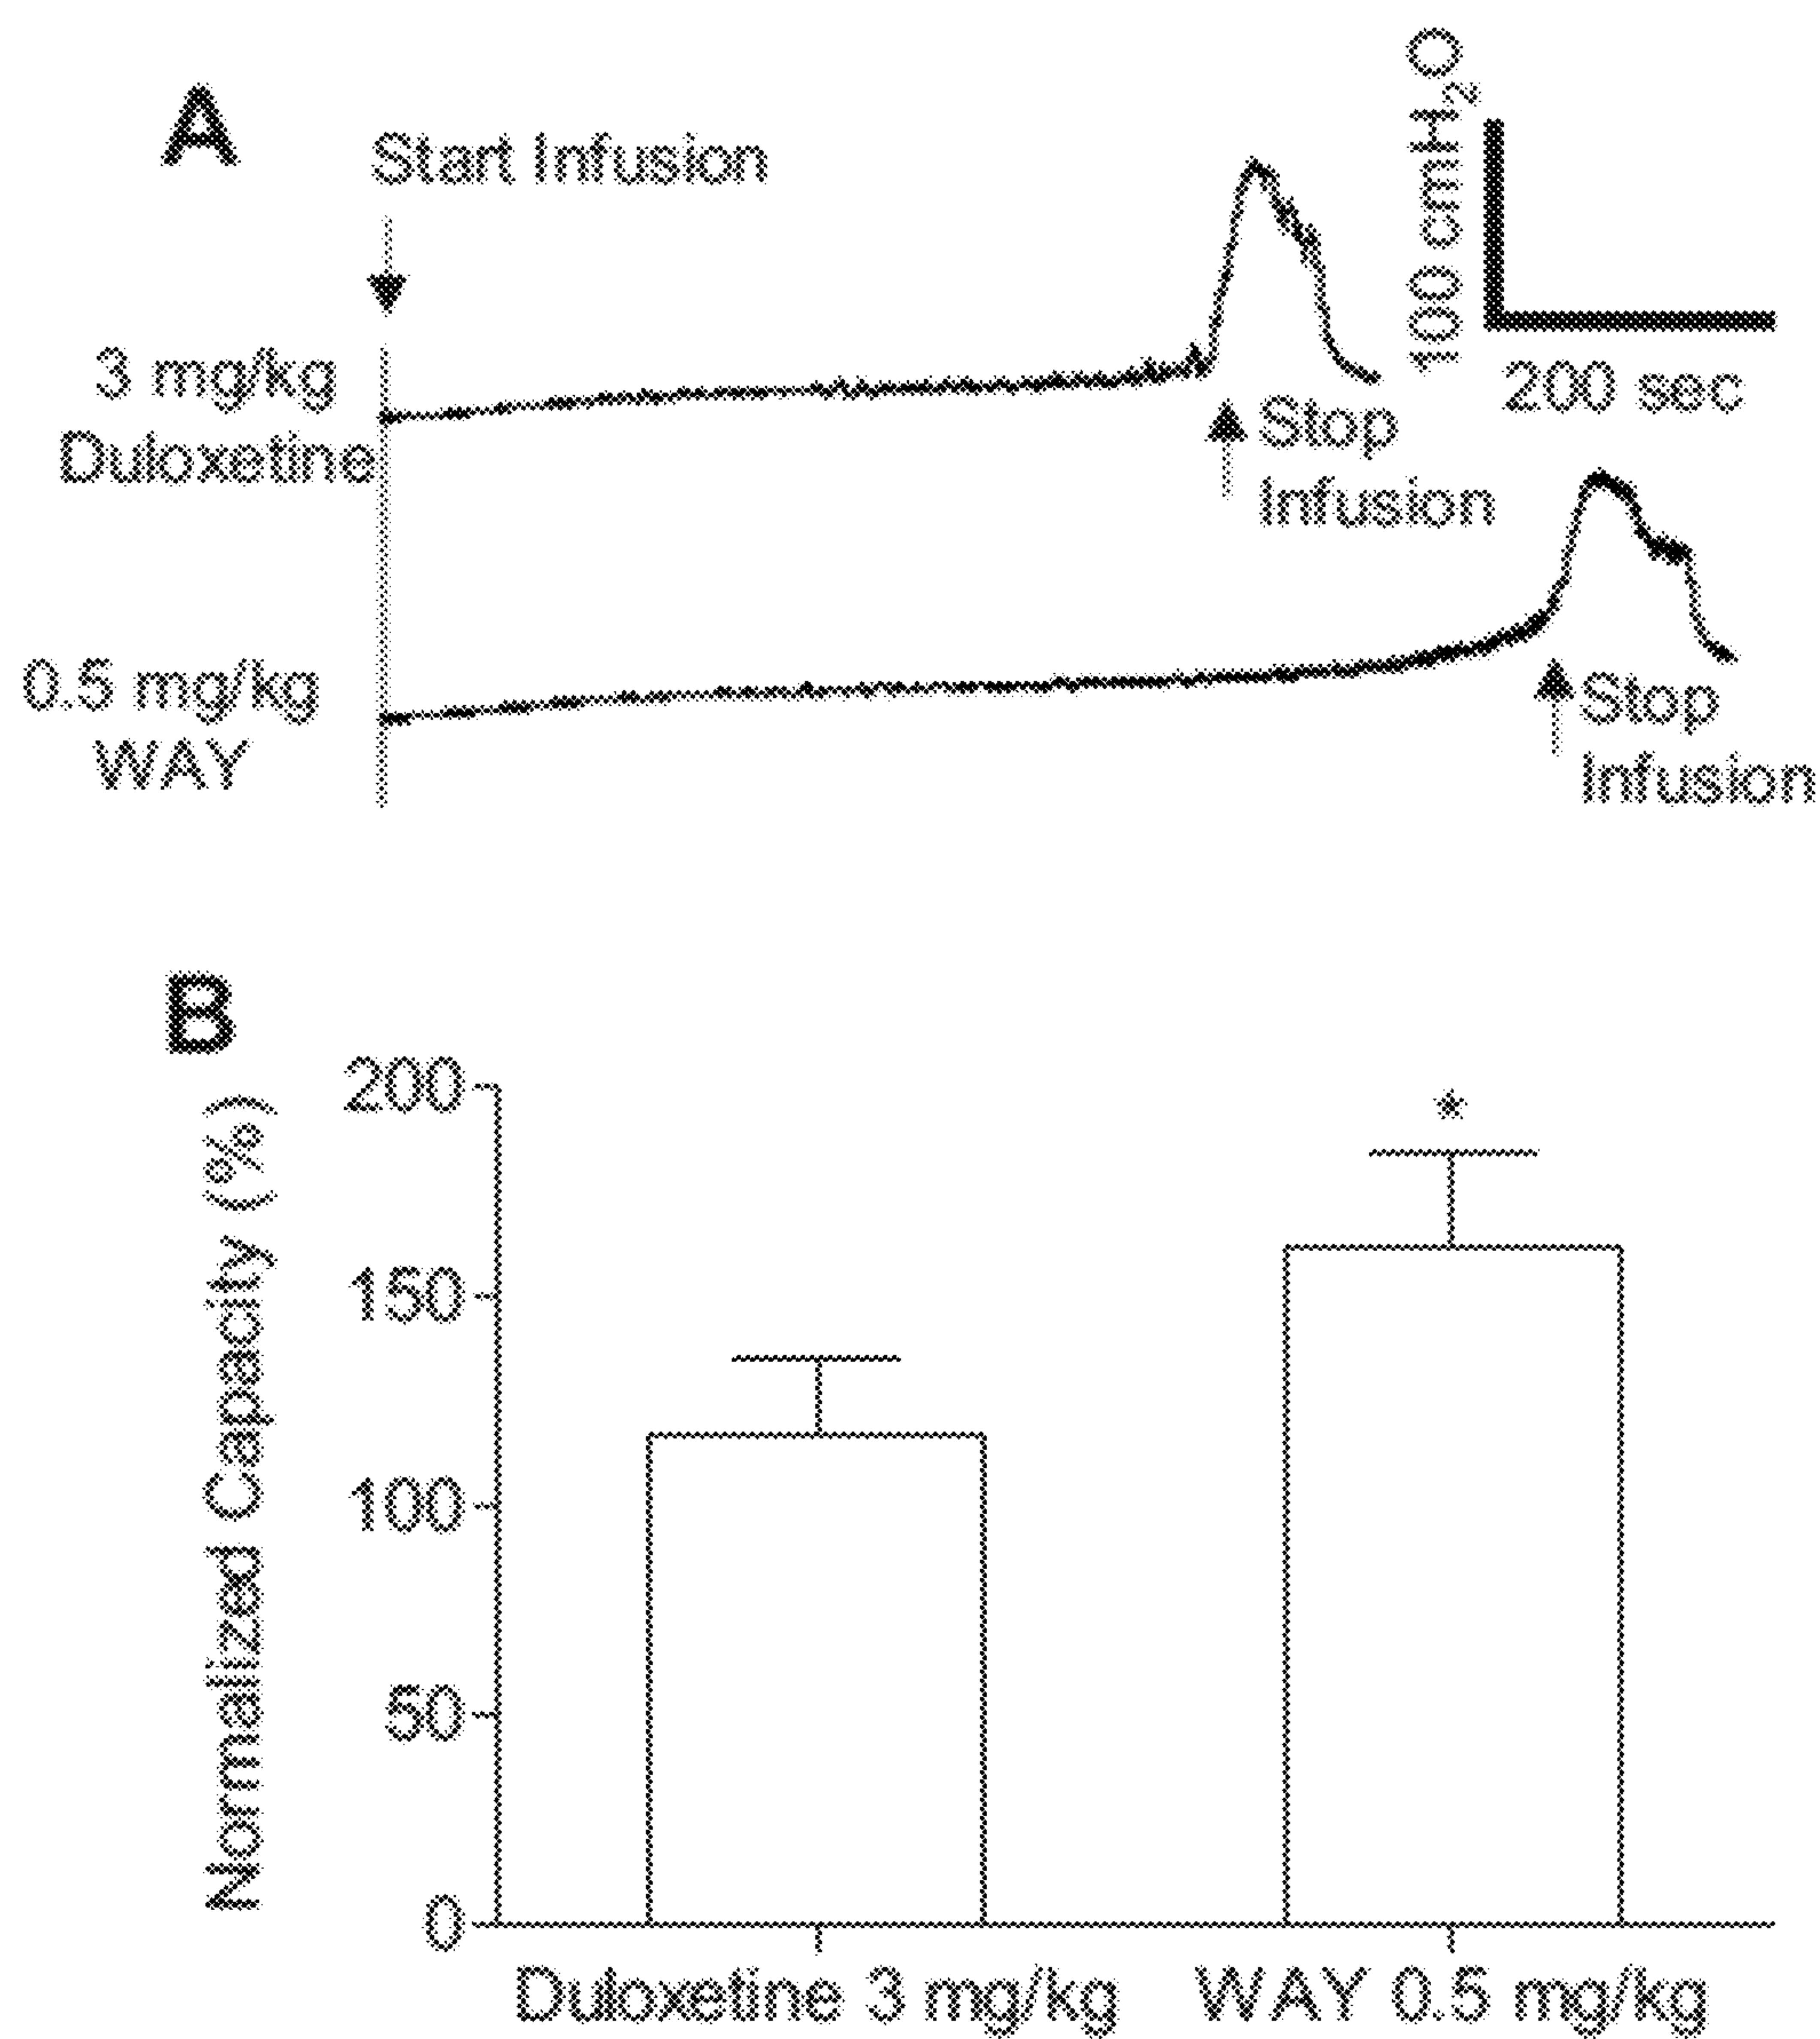 A
Start Infusion
100 cmH₂O
200 sec
3 mg/kg
Duloxetine
Stop
Infusion
0.5 mg/kg
WAY
Stop
Infusion
B
Normalized Capacity (%)
200
150
100
50
0
*
Duloxetine 3 mg/kg
WAY 0.5 mg/kg